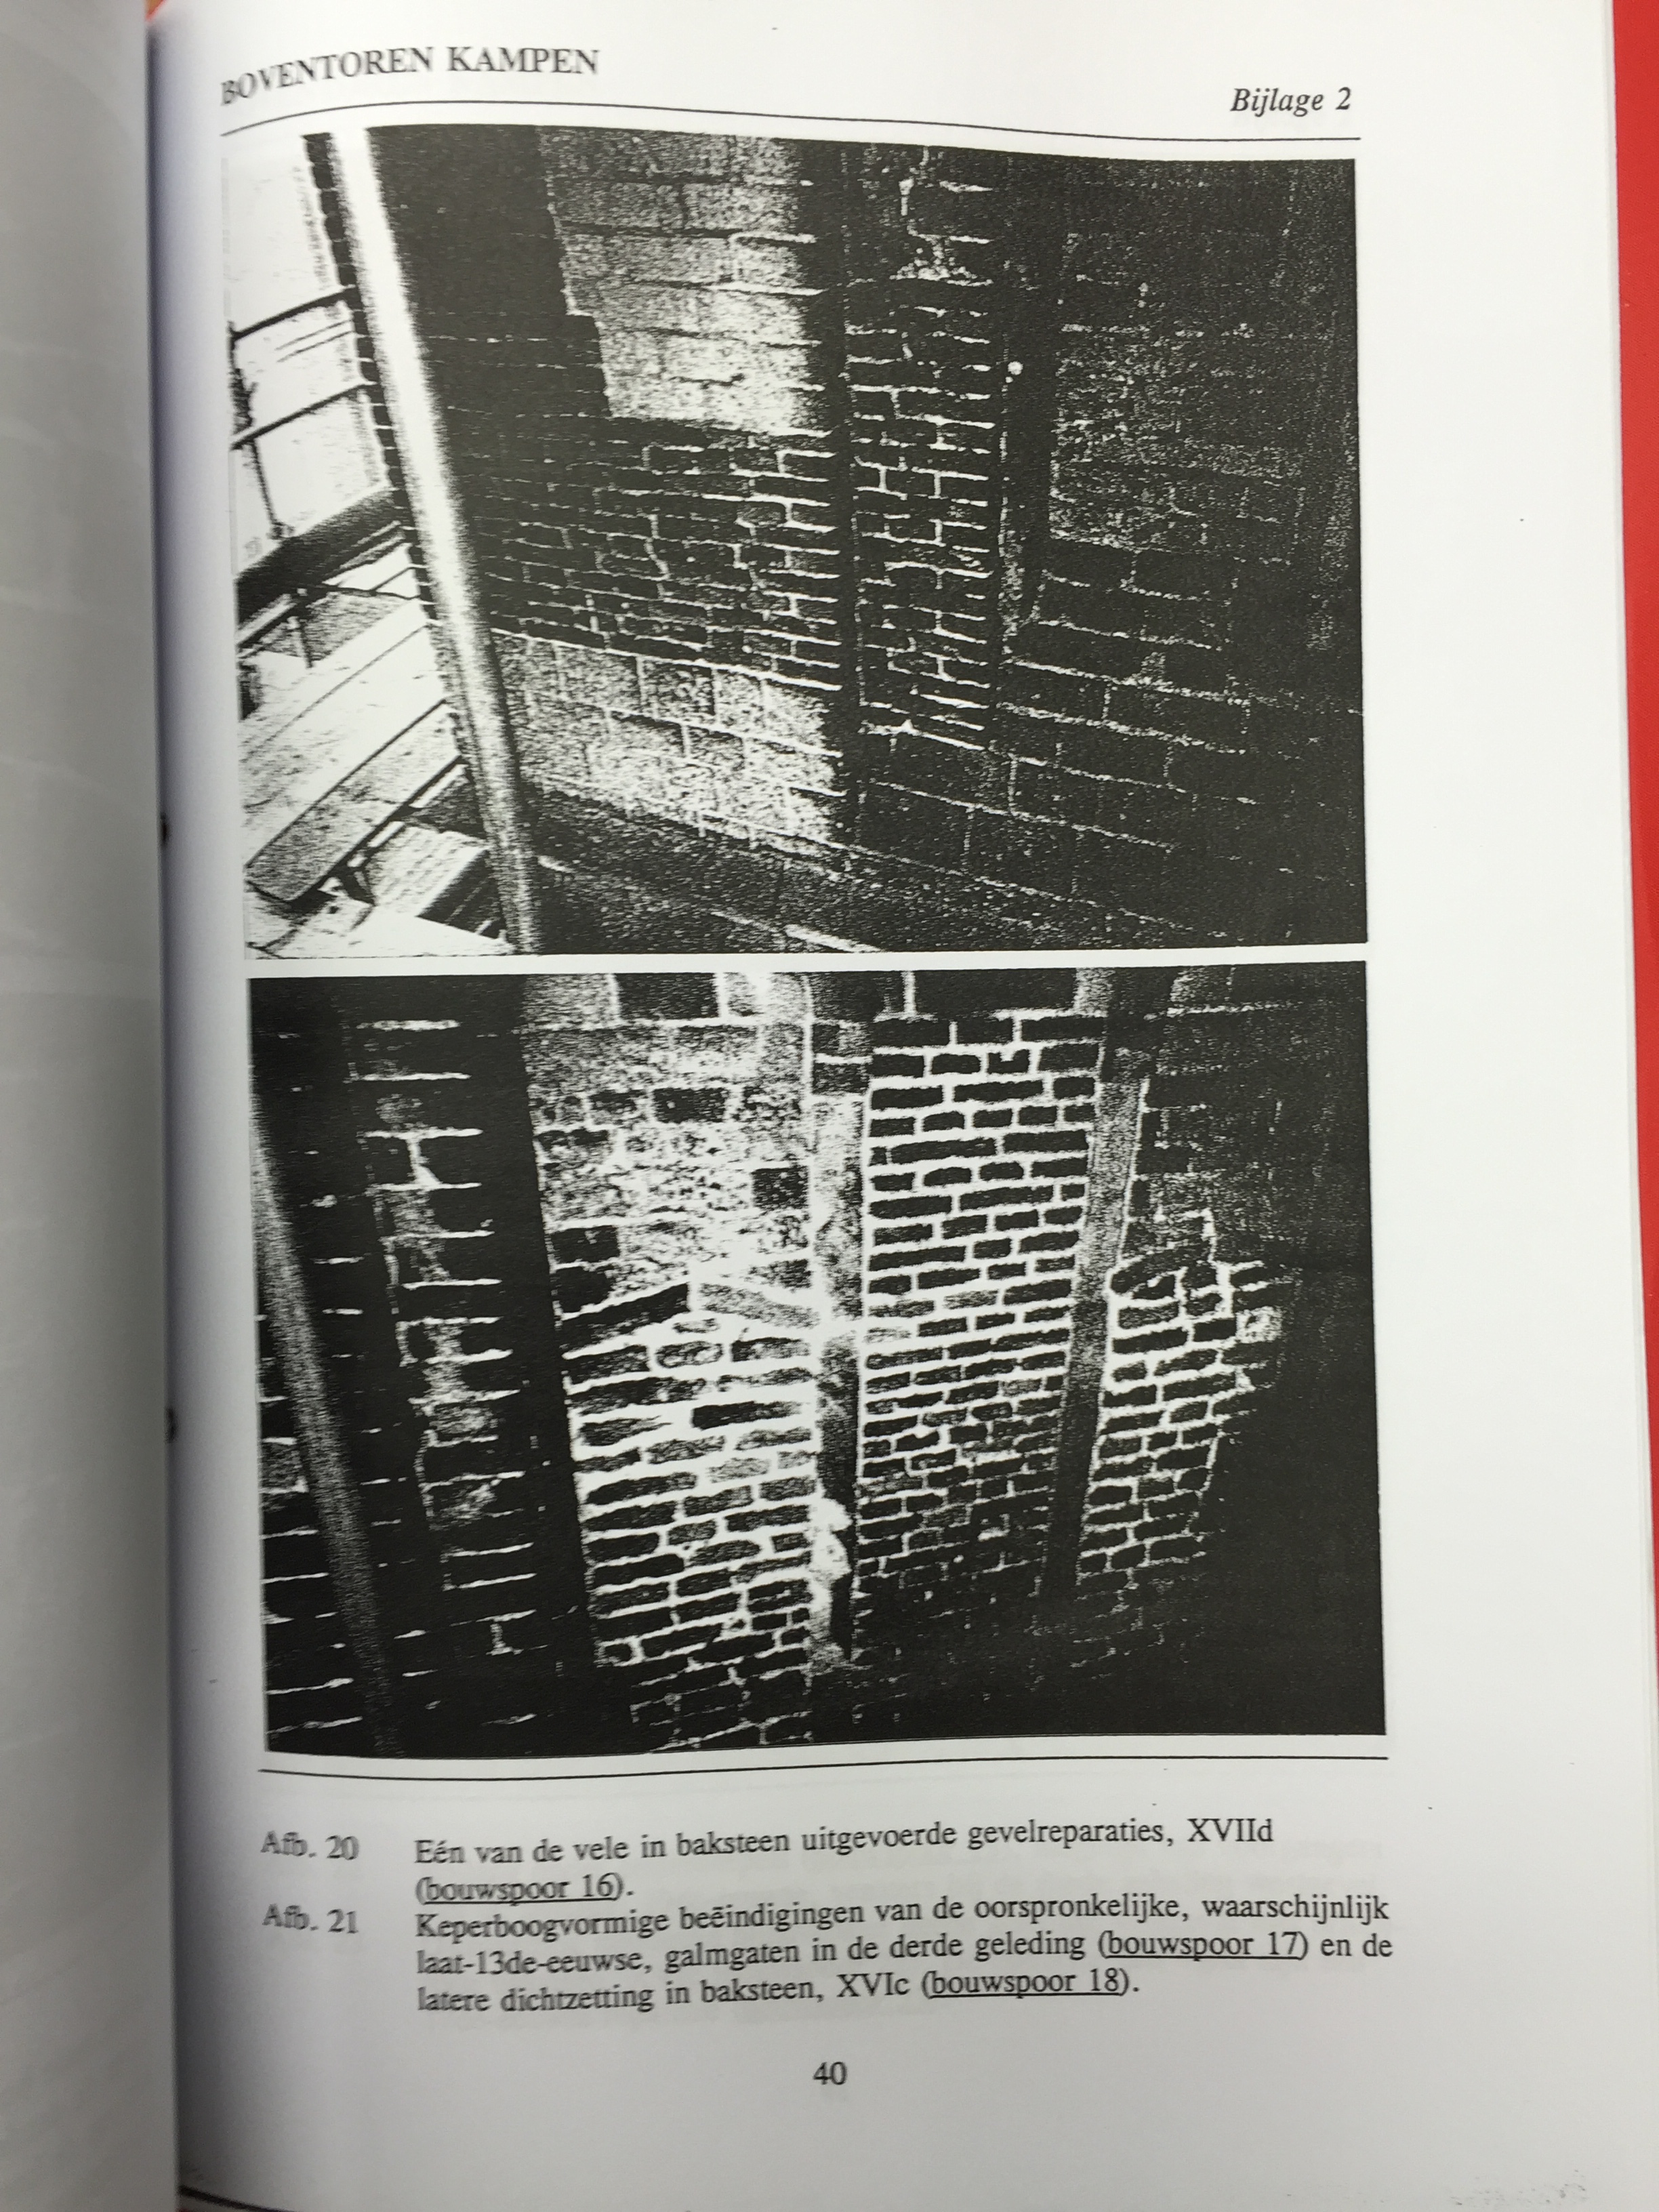 BOVENTOREN KAMPEN
Bijlage 2
Afb. 20 Eén van de vele in baksteen uitgevoerde gevelreparaties, XVIId
(bouwspoor 16).
Afb. 21 Keperboogvormige beëindigingen van de oorspronkelijke, waarschijnlijk
laat-13de-eeuwse, galmgaten in de derde geleding (bouwspoor 17) en de
latere dichtzetting in baksteen, XVIc (bouwspoor 18).
40